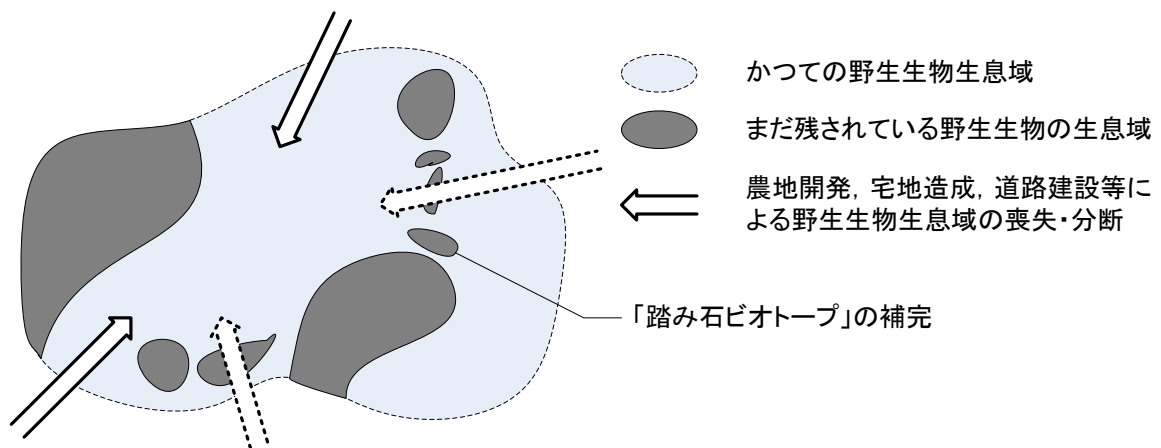 かつての野生生物生息域
まだ残されている野生生物の生息域
農地開発, 宅地造成, 道路建設等に
よる野生生物生息域の喪失・分断
「踏み石ビオトープ」の補完